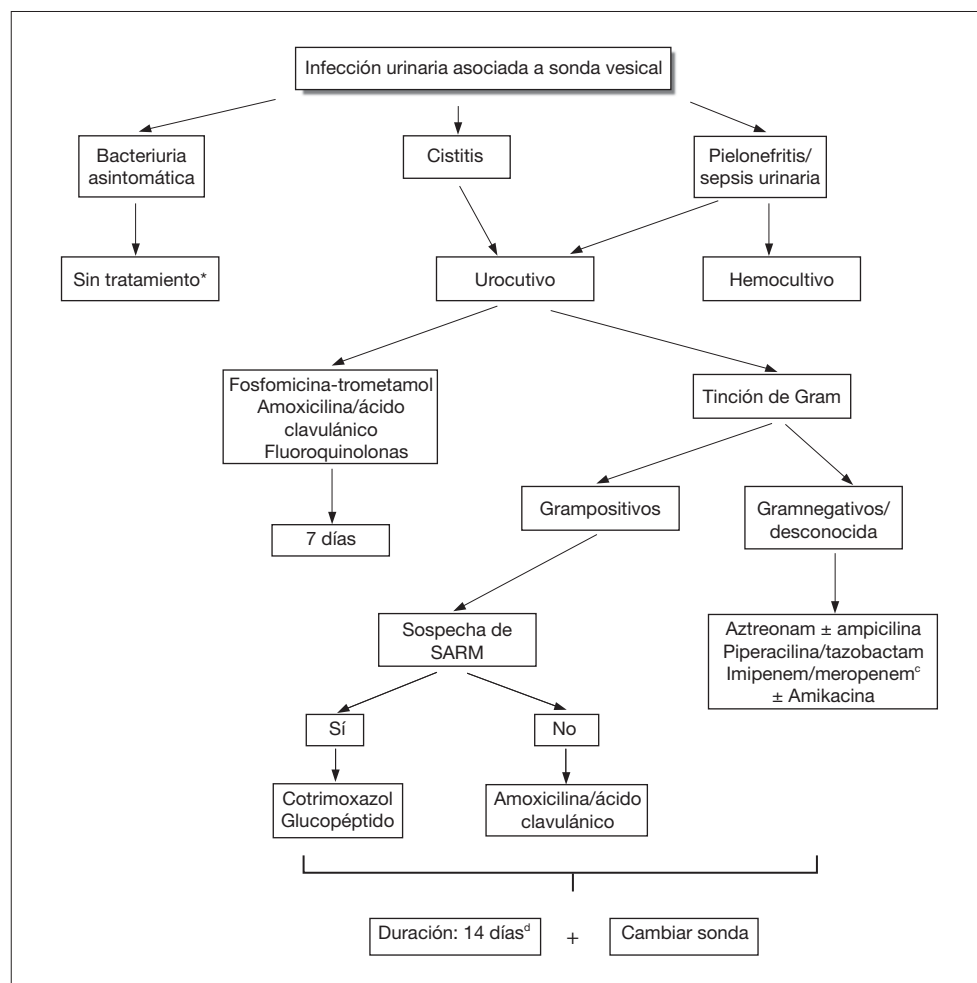 Infección urinaria asociada a sonda vesical
Bacteriuria
asintomática
Cistitis
Pielonefritis/
sepsis urinaria
Sin tratamiento*
Urocutivo
Hemocultivo
Fosfomicina-trometamol
Amoxicilina/ácido
clavulánico
Fluoroquinolonas
Tinción de Gram
7 días
Grampositivos
Gramnegativos/
desconocida
Sospecha de
SARM
Aztreonam ± ampicilina
Piperacilina/tazobactam
Imipenem/meropenemᶜ
± Amikacina
Sí
No
Cotrimoxazol
Glucopéptido
Amoxicilina/ácido
clavulánico
Duración: 14 díasᵈ + Cambiar sonda